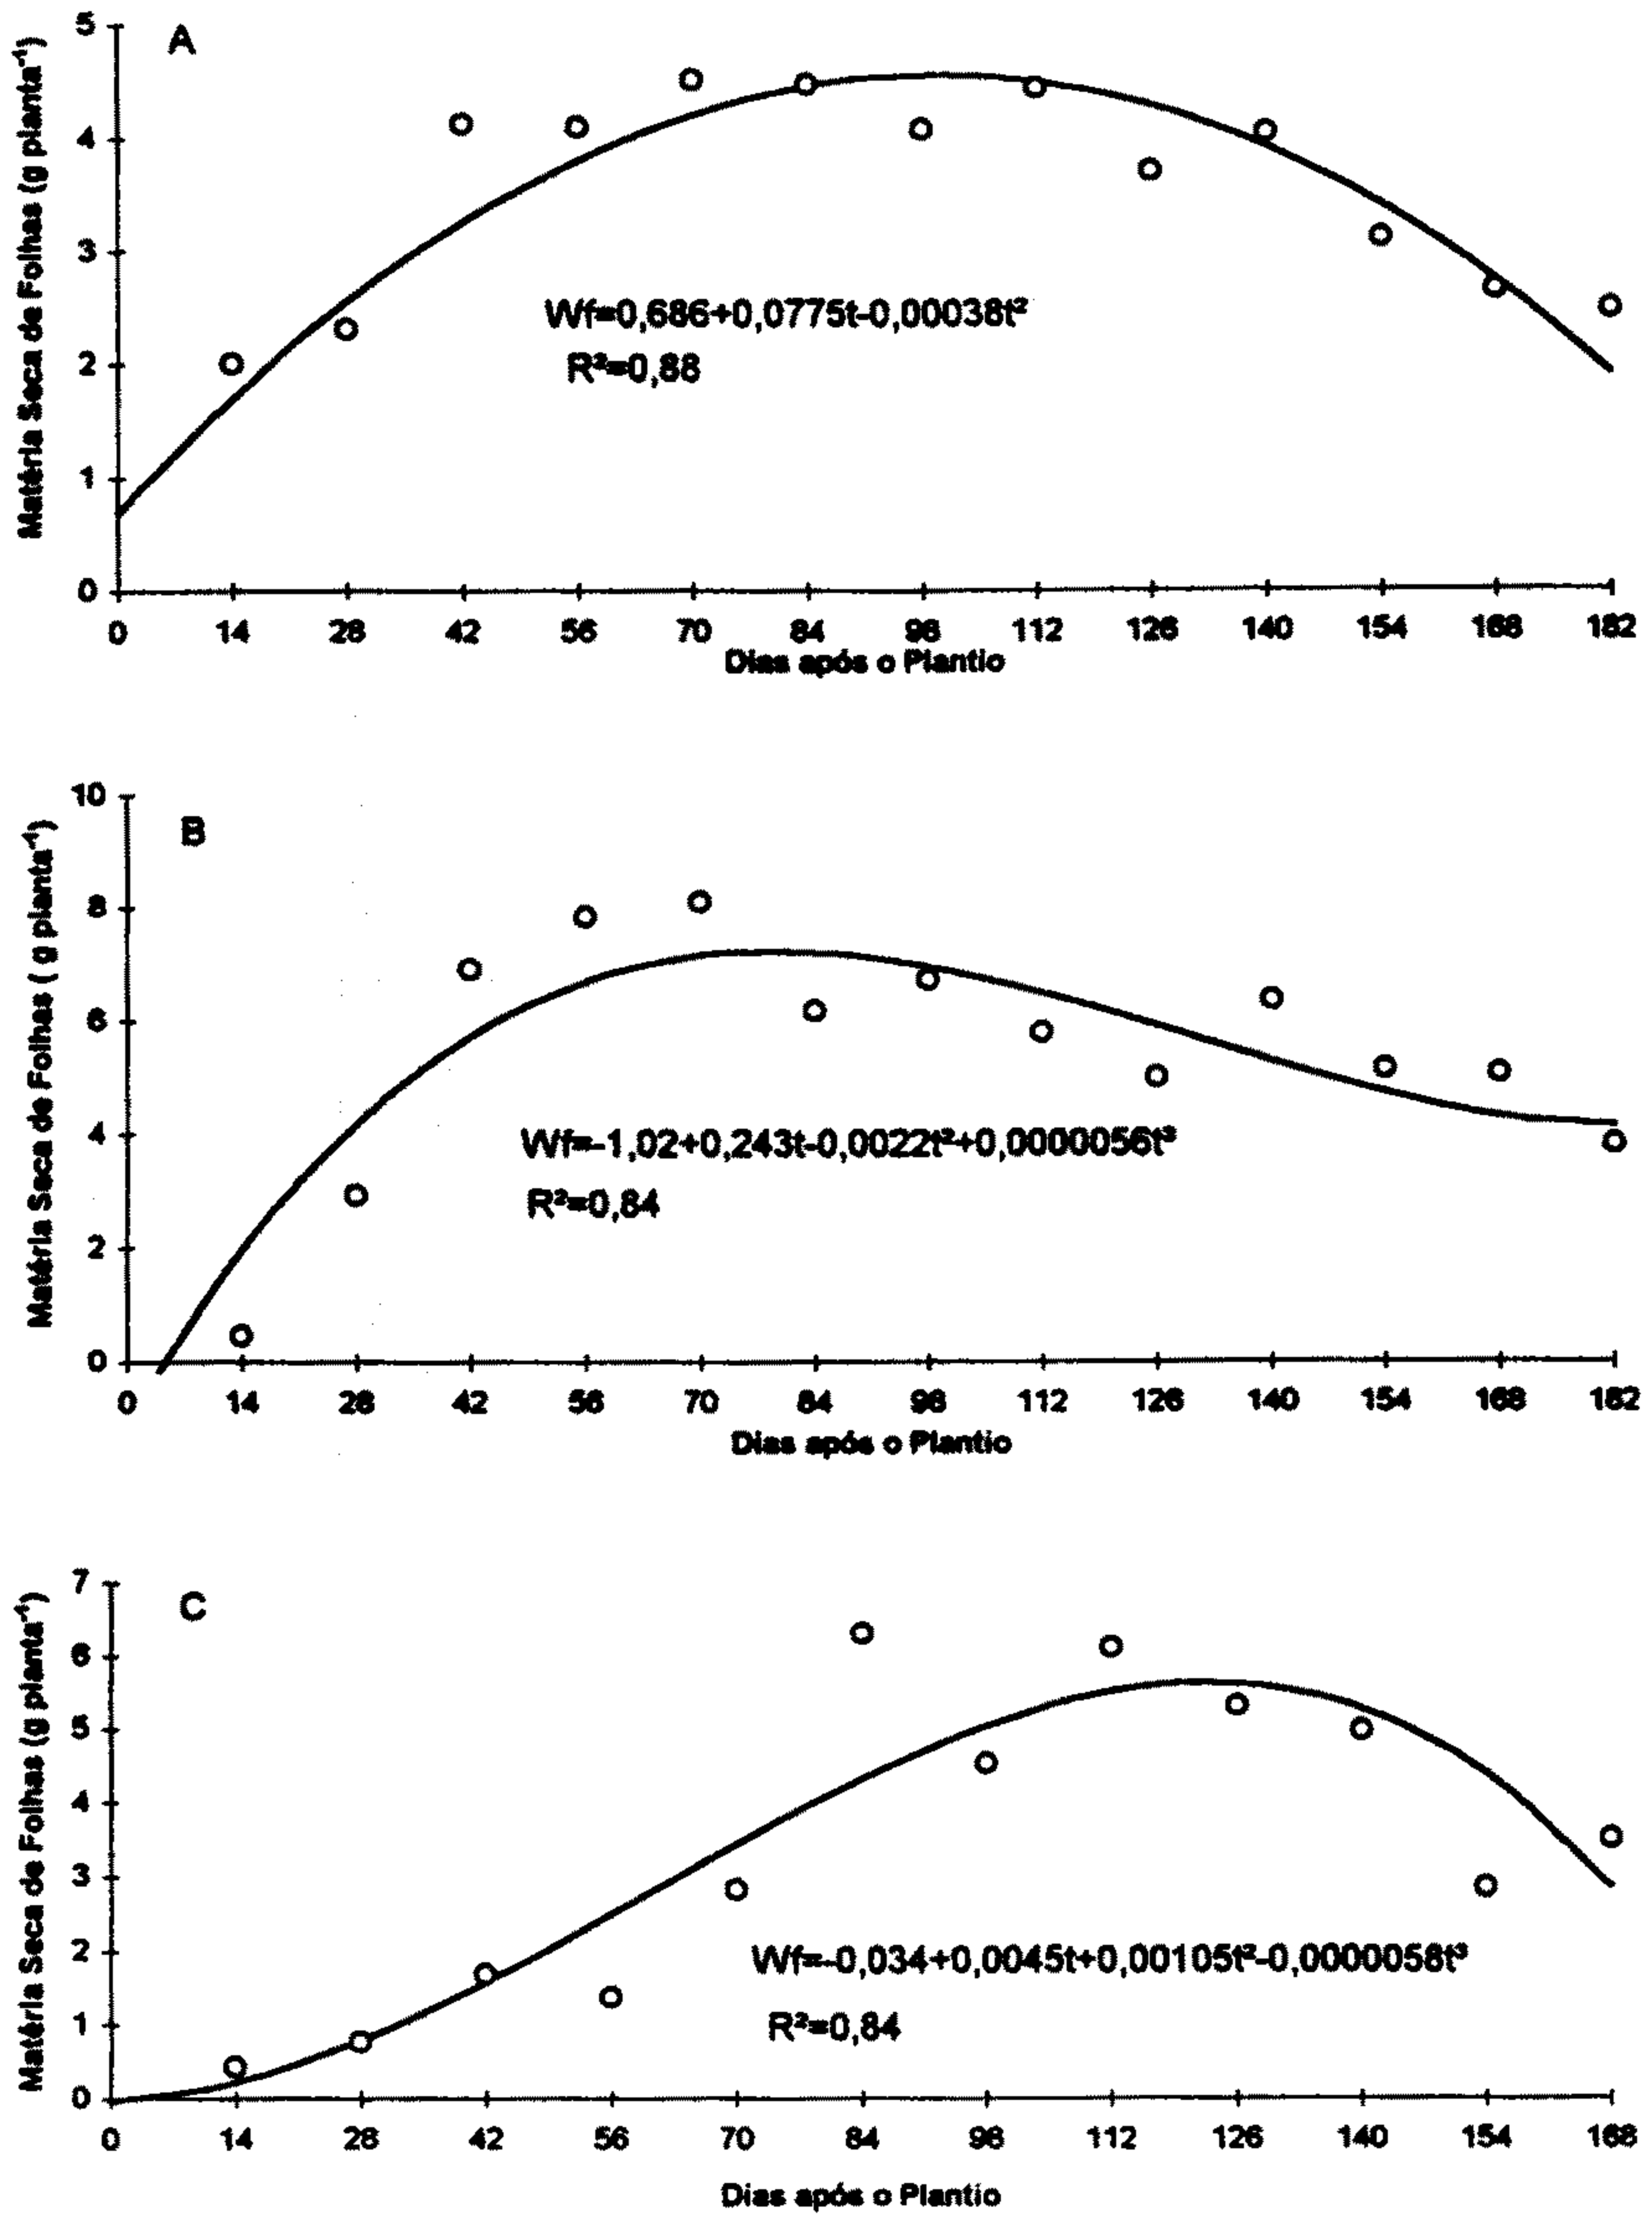 A
Matéria Seca de Folhas (g planta⁻¹)
5
4
3
2
1
0
Wf=0,686+0,0775t-0,00038t²
R²=0,88
0 14 28 42 56 70 84 98 112 126 140 154 168 182
Dias após o Plantio
B
Matéria Seca de Folhas ( g planta⁻¹)
10
8
6
4
2
0
Wf=-1,02+0,243t-0,0022t²+0,0000056t³
R²=0,84
0 14 28 42 56 70 84 98 112 126 140 154 168 182
Dias após o Plantio
C
Matéria Seca de Folhas (g planta⁻¹)
7
6
5
4
3
2
1
0
Wf=-0,034+0,0045t+0,00105t²-0,0000058t³
R²=0,84
0 14 28 42 56 70 84 98 112 126 140 154 168
Dias após o Plantio